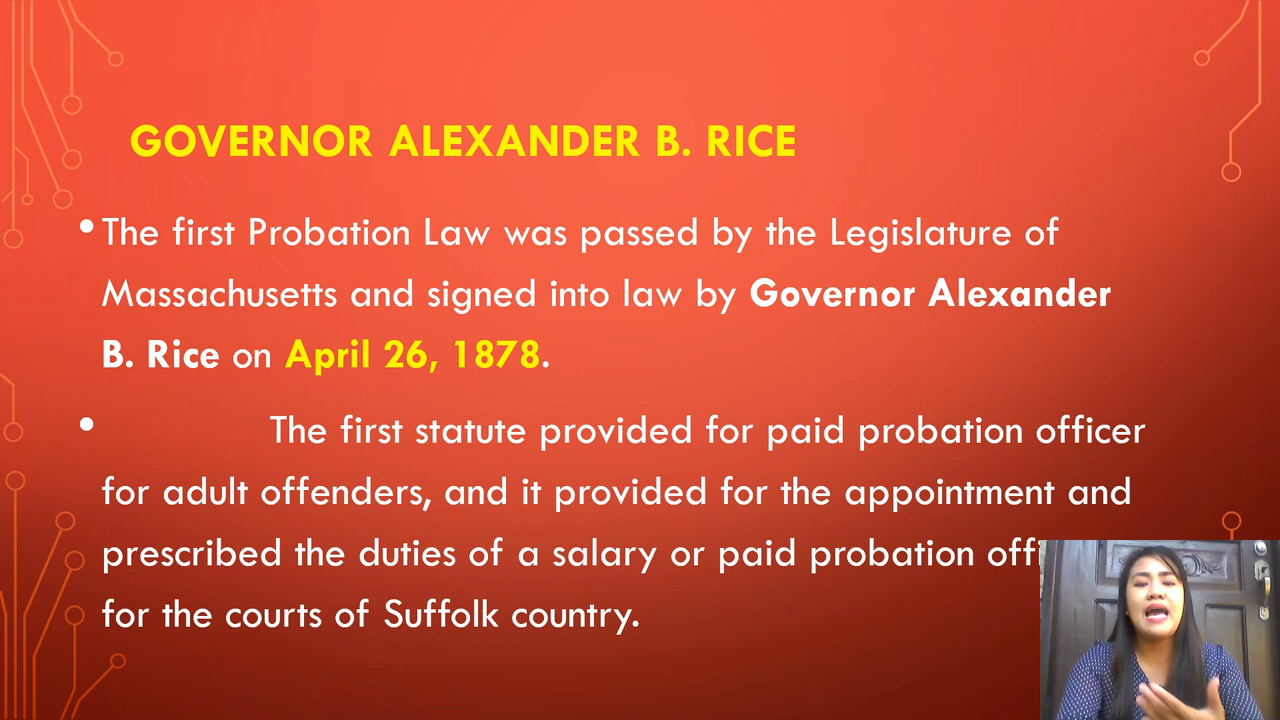 GOVERNOR ALEXANDER B. RICE
• The first Probation Law was passed by the Legislature of
Massachusetts and signed into law by Governor Alexander
B. Rice on April 26, 1878.
• The first statute provided for paid probation officer
for adult offenders, and it provided for the appointment and
prescribed the duties of a salary or paid probation
for the courts of Suffolk country.